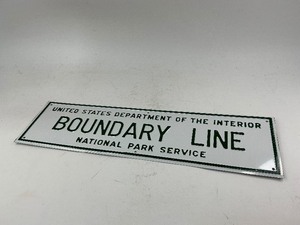 UNITED STATES DEPARTMENT OF THE INTERIOR
BOUNDARY LINE
NATIONAL PARK SERVICE